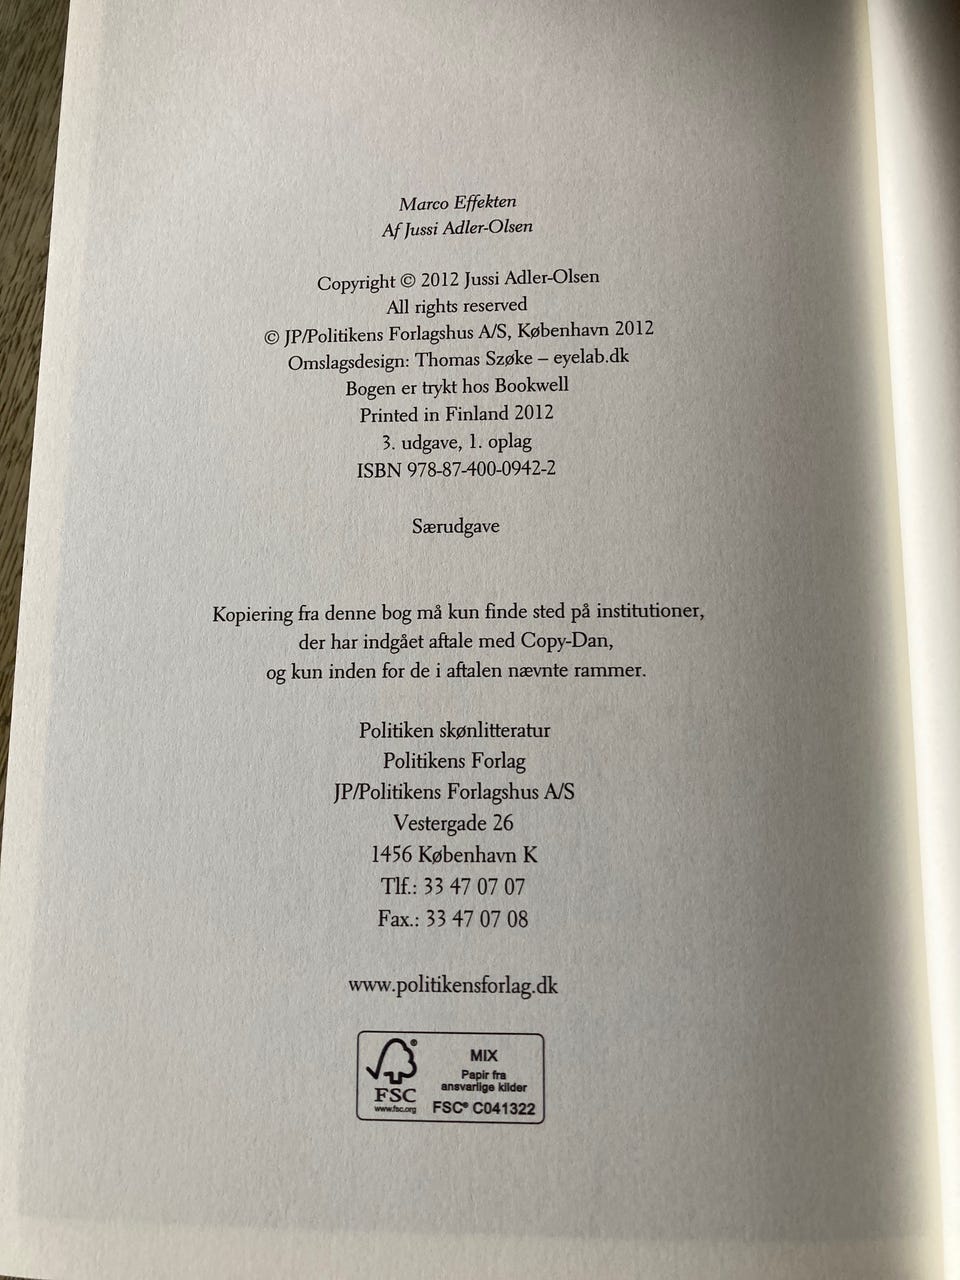 Marco Effekten
Af Jussi Adler-Olsen
Copyright © 2012 Jussi Adler-Olsen
All rights reserved
© JP/Politikens Forlagshus A/S, København 2012
Omslagsdesign: Thomas Szøke – eyelab.dk
Bogen er trykt hos Bookwell
Printed in Finland 2012
3. udgave, 1. oplag
ISBN 978-87-400-0942-2
Særudgave
Kopiering fra denne bog må kun finde sted på institutioner,
der har indgået aftale med Copy-Dan,
og kun inden for de i aftalen nævnte rammer.
Politiken skønlitteratur
Politikens Forlag
JP/Politikens Forlagshus A/S
Vestergade 26
1456 København K
Tlf.: 33 47 07 07
Fax.: 33 47 07 08
www.politikensforlag.dk
®
FSC
www.fsc.org
MIX
Papir fra
ansvarlige kilder
FSC® C041322